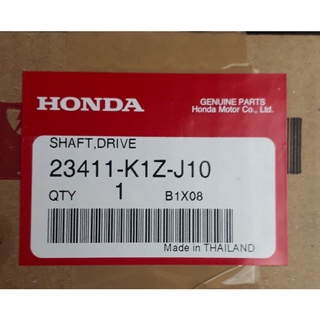 HONDA
GENUINE PARTS
Honda Motor Co., Ltd.
SHAFT,DRIVE
23411-K1Z-J10
QTY 1 B1X08
Made in THAILAND